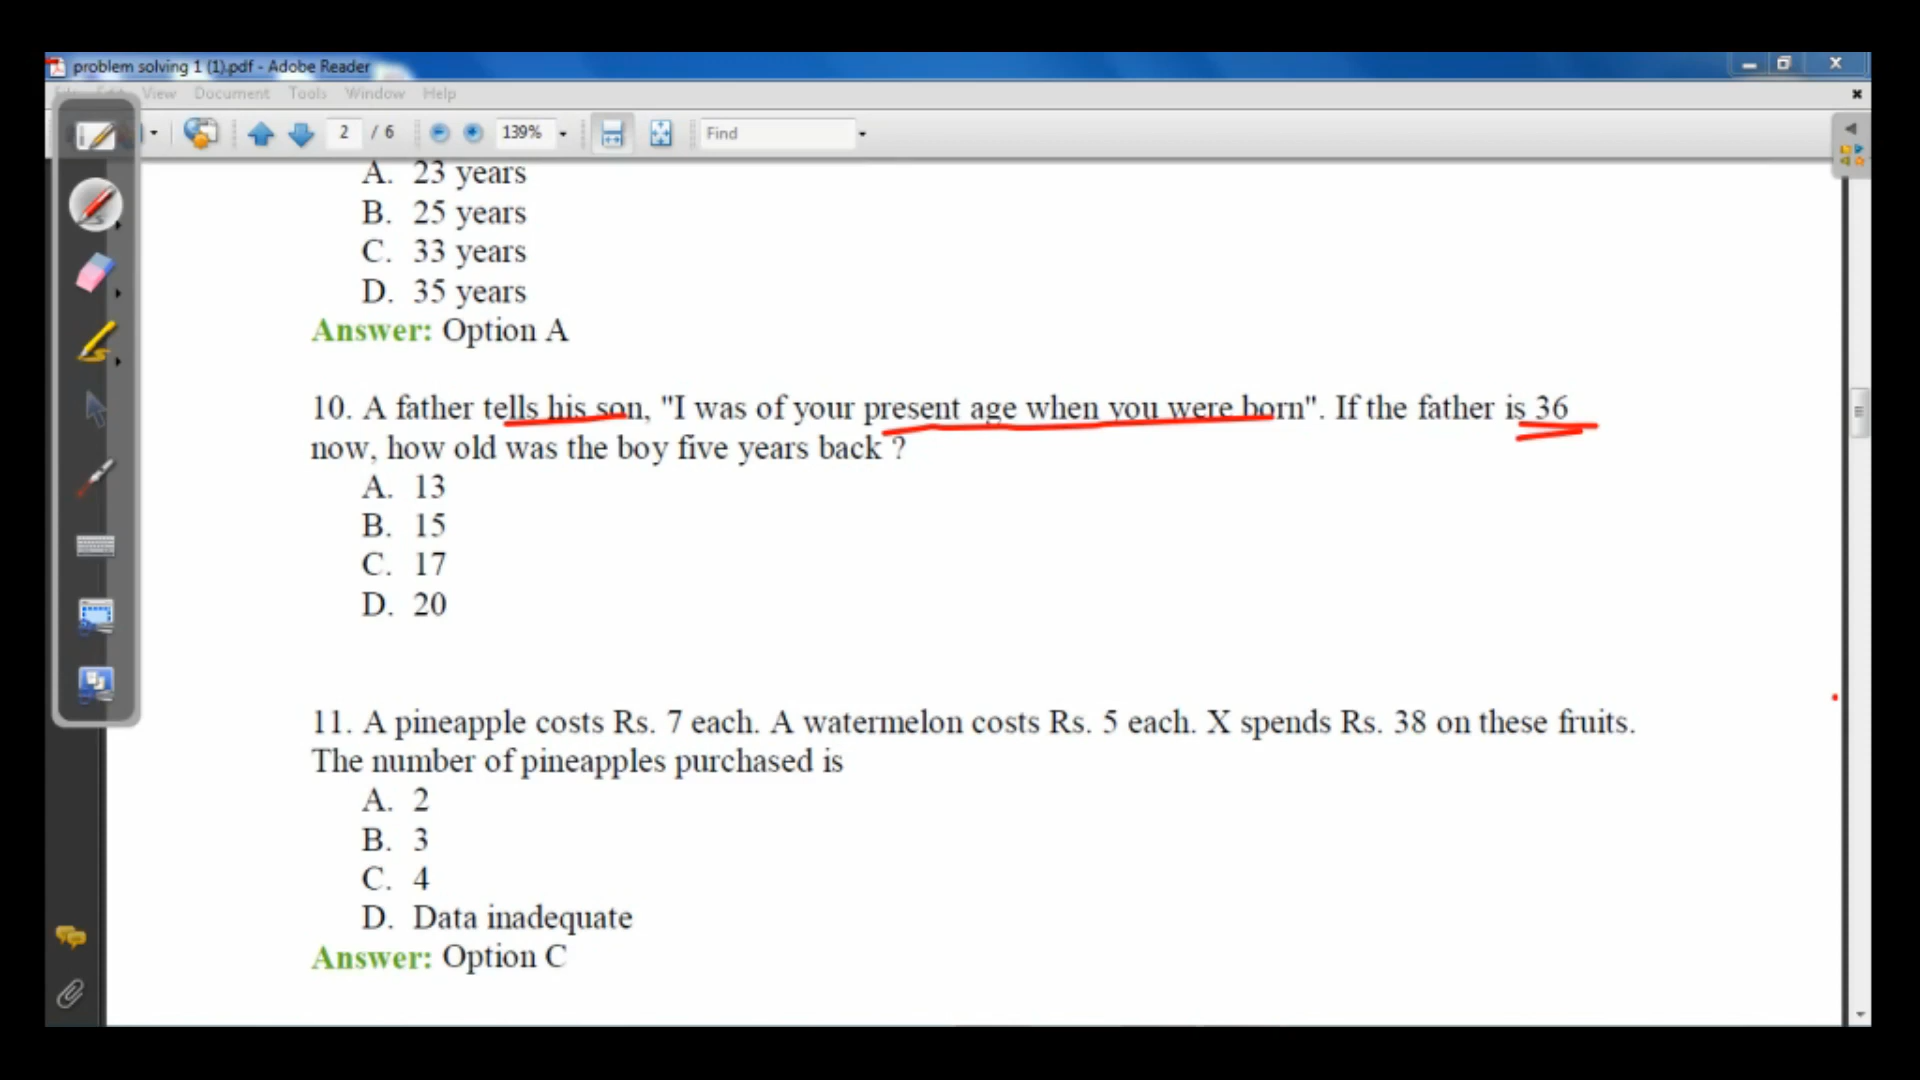 problem solving 1 (1).pdf - Adobe Reader
View Document Tools Window Help
2 / 6 139% Find
A. 23 years
B. 25 years
C. 33 years
D. 35 years
Answer: Option A
10. A father tells his son, "I was of your present age when you were born". If the father is 36
now, how old was the boy five years back ?
A. 13
B. 15
C. 17
D. 20
11. A pineapple costs Rs. 7 each. A watermelon costs Rs. 5 each. X spends Rs. 38 on these fruits.
The number of pineapples purchased is
A. 2
B. 3
C. 4
D. Data inadequate
Answer: Option C